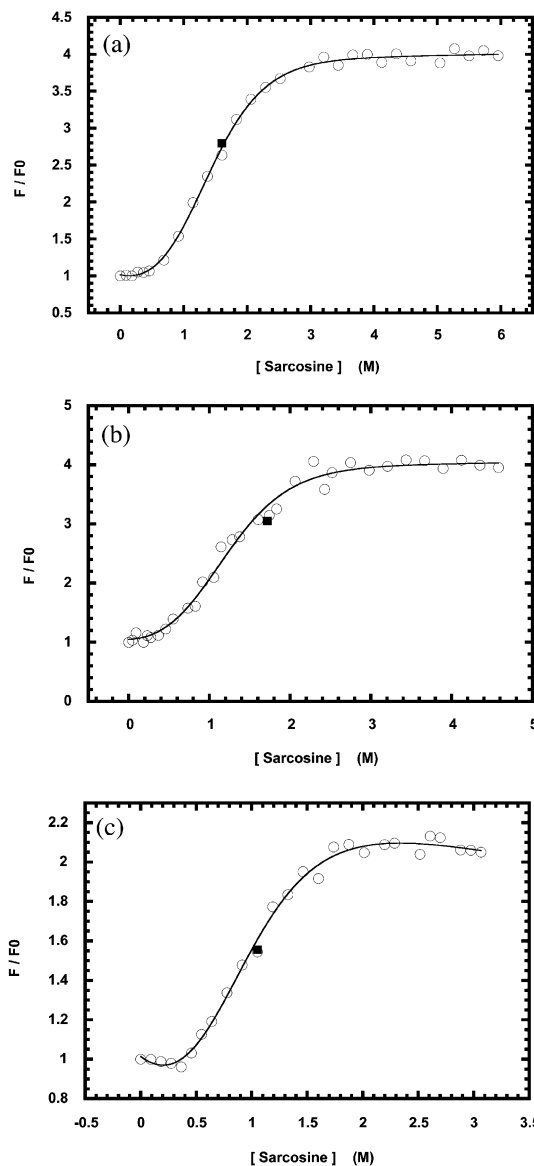 (a)
4.5
4
3.5
3
2.5
2
1.5
1
0.5
F / F0
0 1 2 3 4 5 6
[ Sarcosine ] (M)
(b)
5
4
3
2
1
0
F / F0
0 1 2 3 4 5
[ Sarcosine ] (M)
(c)
2.2
2
1.8
1.6
1.4
1.2
1
0.8
F / F0
-0.5 0 0.5 1 1.5 2 2.5 3 3.5
[ Sarcosine ] (M)